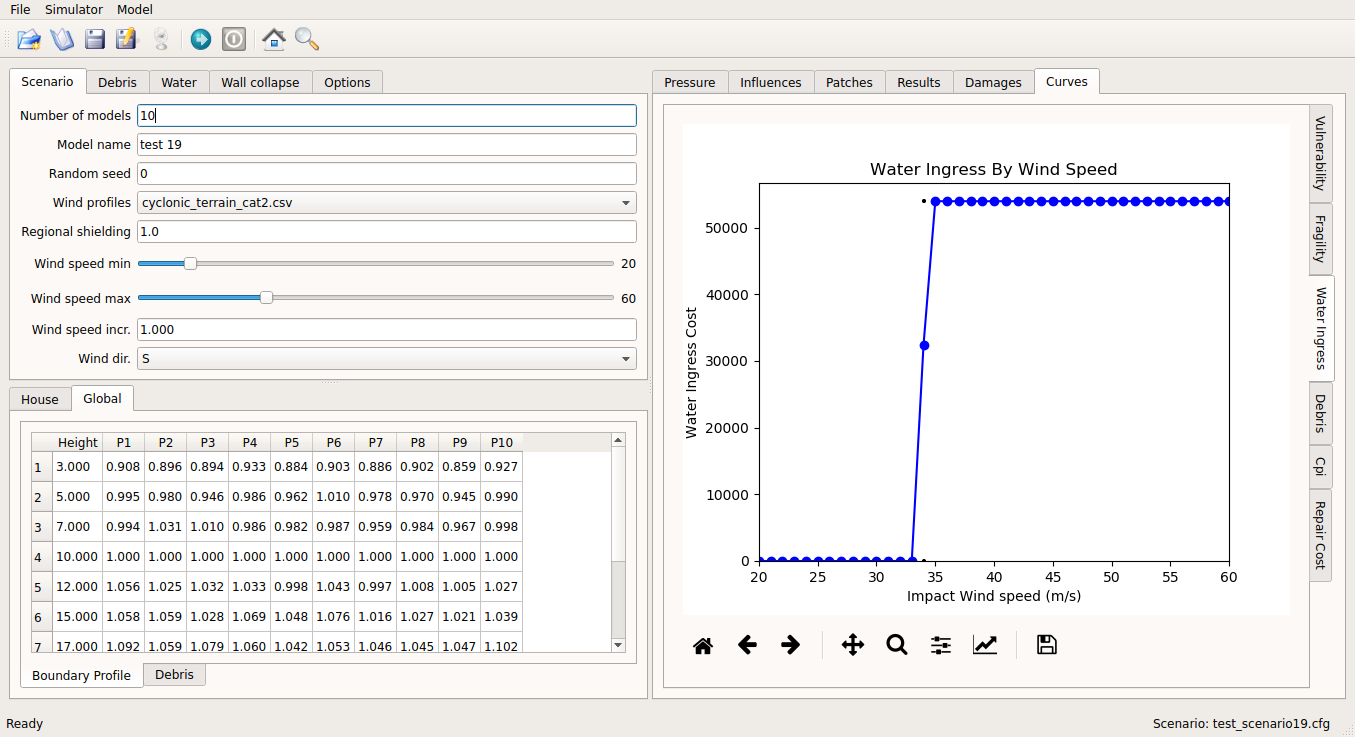 File Simulator Model
Scenario Debris Water Wall collapse Options
Number of models 10
Model name test 19
Random seed 0
Wind profiles cyclonic_terrain_cat2.csv
Regional shielding 1.0
Wind speed min 20
Wind speed max 60
Wind speed incr. 1.000
Wind dir. S
House Global
Height P1 P2 P3 P4 P5 P6 P7 P8 P9 P10
1 3.000 0.908 0.896 0.894 0.933 0.884 0.903 0.886 0.902 0.859 0.927
2 5.000 0.995 0.980 0.946 0.986 0.962 1.010 0.978 0.970 0.945 0.990
3 7.000 0.994 1.031 1.010 0.986 0.982 0.987 0.959 0.984 0.967 0.998
4 10.000 1.000 1.000 1.000 1.000 1.000 1.000 1.000 1.000 1.000 1.000
5 12.000 1.056 1.025 1.032 1.033 0.998 1.043 0.997 1.008 1.005 1.027
6 15.000 1.058 1.059 1.028 1.069 1.048 1.076 1.016 1.027 1.021 1.039
7 17.000 1.092 1.059 1.079 1.060 1.042 1.053 1.046 1.045 1.047 1.102
Boundary Profile Debris
Pressure Influences Patches Results Damages Curves
Water Ingress By Wind Speed
Water Ingress Cost
50000
40000
30000
20000
10000
0
20 25 30 35 40 45 50 55 60
Impact Wind speed (m/s)
Vulnerability
Fragility
Water Ingress
Debris
Cpi
Repair Cost
Ready
Scenario: test_scenario19.cfg